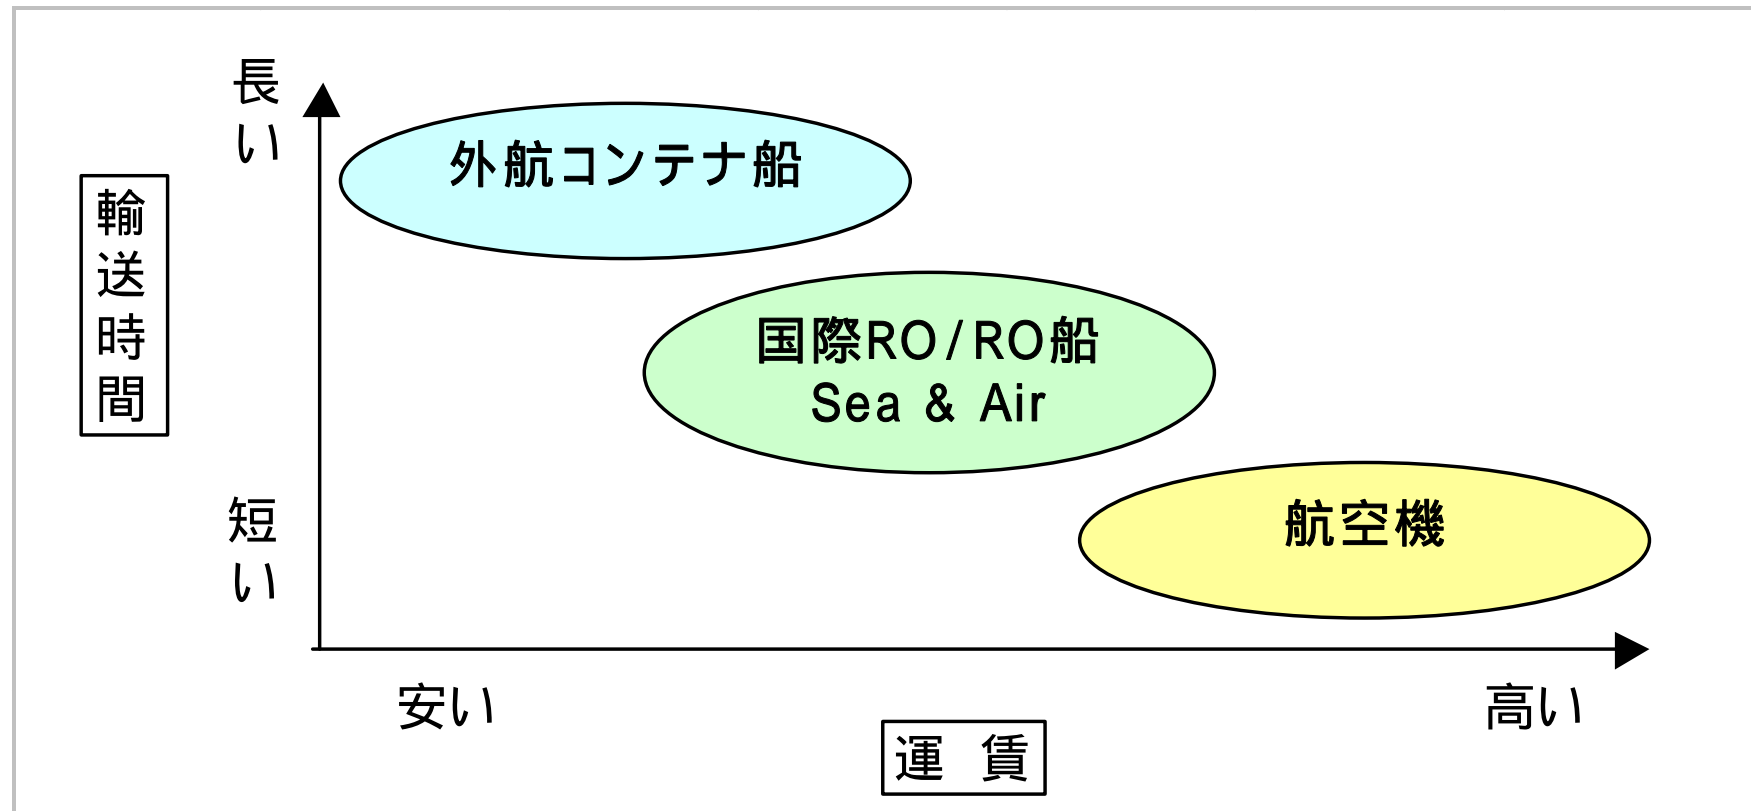 長い
外航コンテナ船
輸送時間
国際RO/RO船
Sea & Air
航空機
短い
安い
高い
運 賃